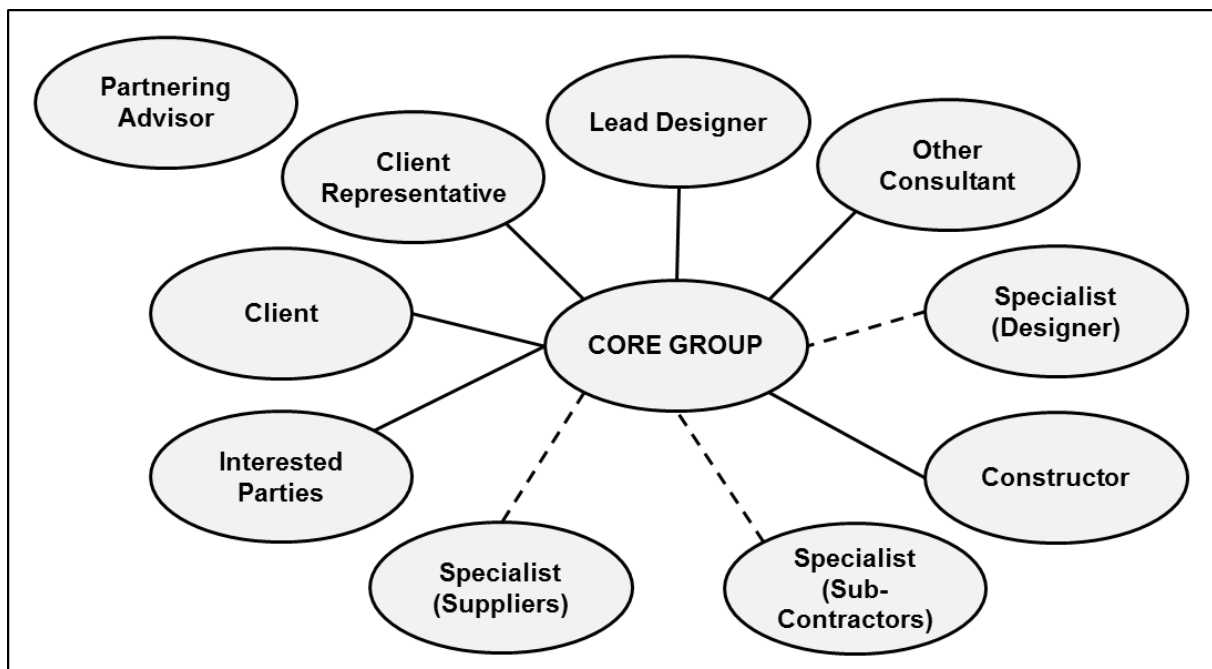 Partnering
Advisor
Client
Representative
Lead Designer
Other
Consultant
Client
CORE GROUP
Specialist
(Designer)
Interested
Parties
Constructor
Specialist
(Suppliers)
Specialist
(Sub-
Contractors)